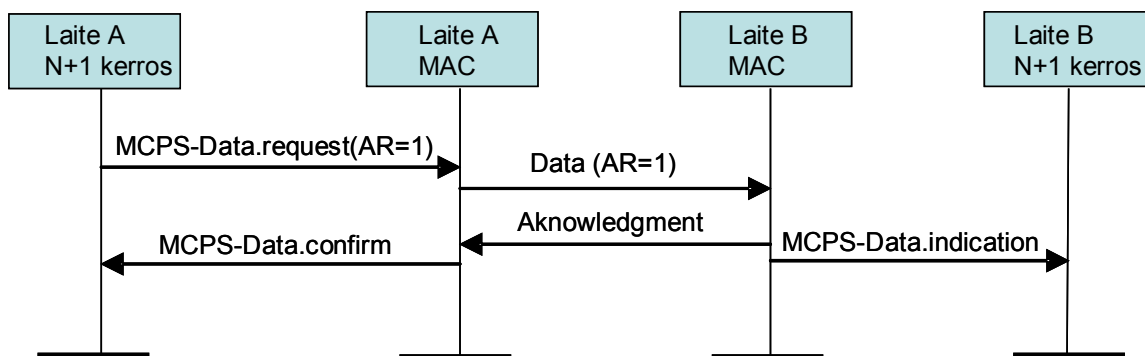 Laite A
N+1 kerros
Laite A
MAC
Laite B
MAC
Laite B
N+1 kerros
MCPS-Data.request(AR=1)
Data (AR=1)
Aknowledgment
MCPS-Data.confirm
MCPS-Data.indication